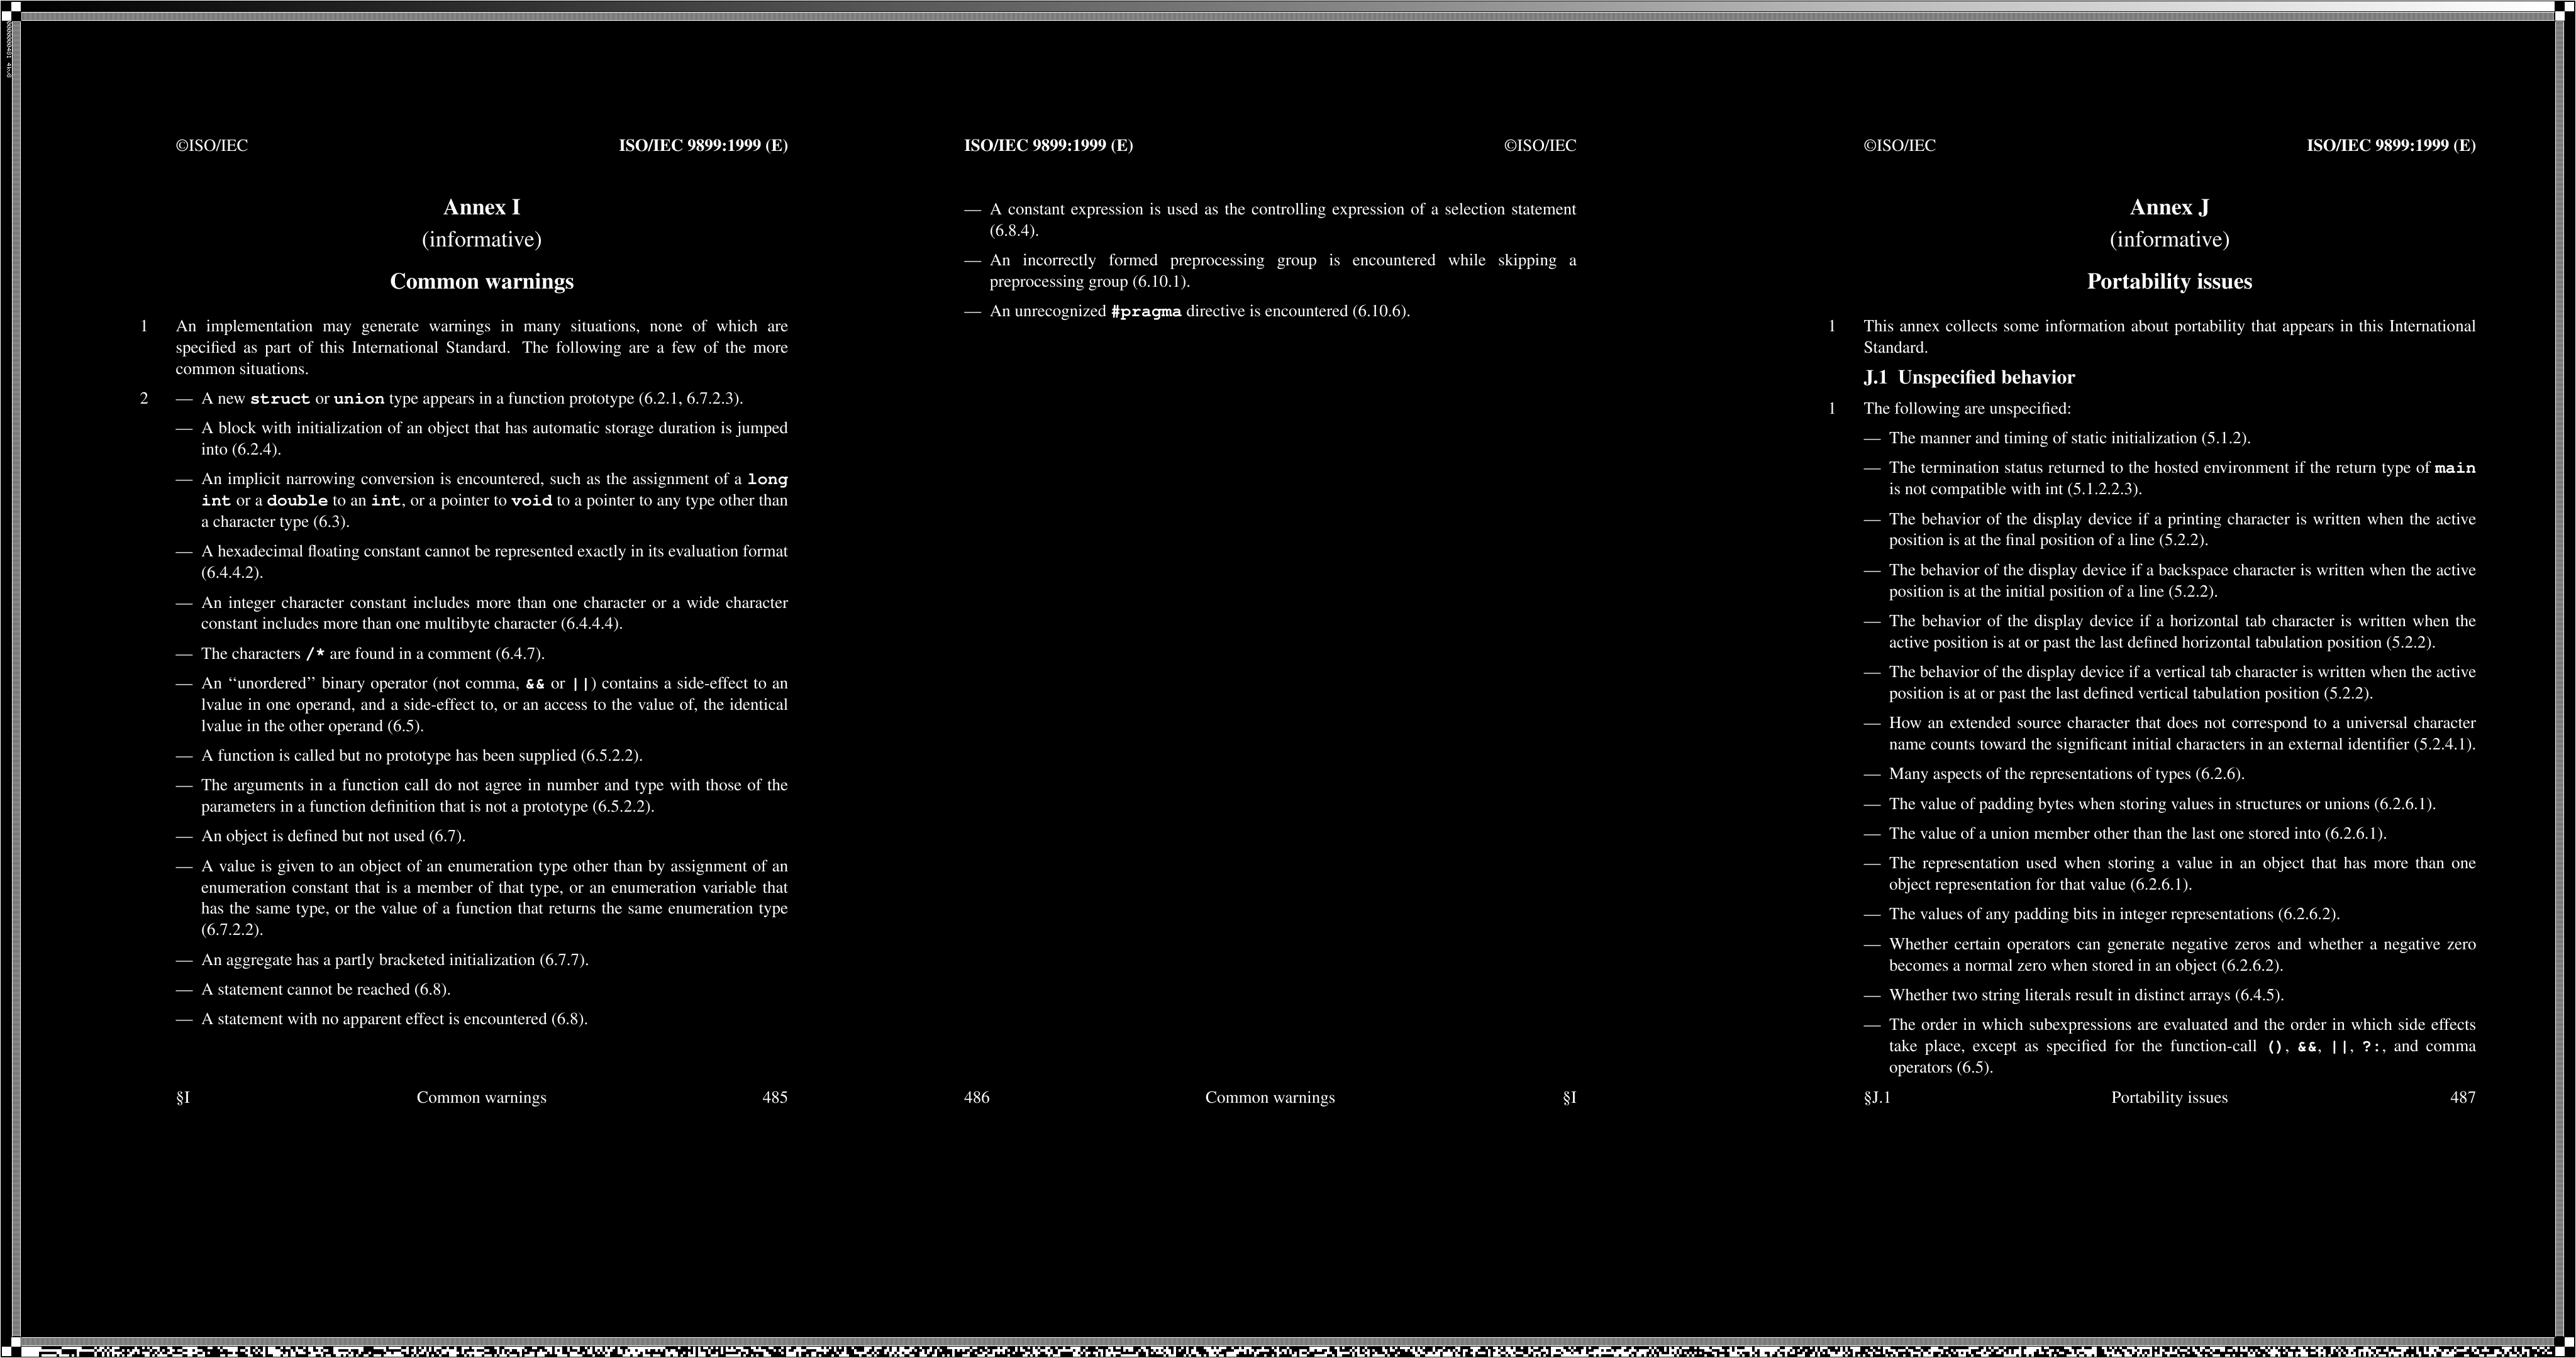 ©ISO/IEC ISO/IEC 9899:1999 (E)
Annex I
(informative)
Common warnings
1 An implementation may generate warnings in many situations, none of which are
specified as part of this International Standard. The following are a few of the more
common situations.
2 — A new struct or union type appears in a function prototype (6.2.1, 6.7.2.3).
— A block with initialization of an object that has automatic storage duration is jumped
into (6.2.4).
— An implicit narrowing conversion is encountered, such as the assignment of a long
int or a double to an int, or a pointer to void to a pointer to any type other than
a character type (6.3).
— A hexadecimal floating constant cannot be represented exactly in its evaluation format
(6.4.4.2).
— An integer character constant includes more than one character or a wide character
constant includes more than one multibyte character (6.4.4.4).
— The characters /* are found in a comment (6.4.7).
— An ‘‘unordered’’ binary operator (not comma, && or ||) contains a side-effect to an
lvalue in one operand, and a side-effect to, or an access to the value of, the identical
lvalue in the other operand (6.5).
— A function is called but no prototype has been supplied (6.5.2.2).
— The arguments in a function call do not agree in number and type with those of the
parameters in a function definition that is not a prototype (6.5.2.2).
— An object is defined but not used (6.7).
— A value is given to an object of an enumeration type other than by assignment of an
enumeration constant that is a member of that type, or an enumeration variable that
has the same type, or the value of a function that returns the same enumeration type
(6.7.2.2).
— An aggregate has a partly bracketed initialization (6.7.7).
— A statement cannot be reached (6.8).
— A statement with no apparent effect is encountered (6.8).
§I Common warnings 485
ISO/IEC 9899:1999 (E) ©ISO/IEC
— A constant expression is used as the controlling expression of a selection statement
(6.8.4).
— An incorrectly formed preprocessing group is encountered while skipping a
preprocessing group (6.10.1).
— An unrecognized #pragma directive is encountered (6.10.6).
486 Common warnings §I
©ISO/IEC ISO/IEC 9899:1999 (E)
Annex J
(informative)
Portability issues
1 This annex collects some information about portability that appears in this International
Standard.
J.1 Unspecified behavior
1 The following are unspecified:
— The manner and timing of static initialization (5.1.2).
— The termination status returned to the hosted environment if the return type of main
is not compatible with int (5.1.2.2.3).
— The behavior of the display device if a printing character is written when the active
position is at the final position of a line (5.2.2).
— The behavior of the display device if a backspace character is written when the active
position is at the initial position of a line (5.2.2).
— The behavior of the display device if a horizontal tab character is written when the
active position is at or past the last defined horizontal tabulation position (5.2.2).
— The behavior of the display device if a vertical tab character is written when the active
position is at or past the last defined vertical tabulation position (5.2.2).
— How an extended source character that does not correspond to a universal character
name counts toward the significant initial characters in an external identifier (5.2.4.1).
— Many aspects of the representations of types (6.2.6).
— The value of padding bytes when storing values in structures or unions (6.2.6.1).
— The value of a union member other than the last one stored into (6.2.6.1).
— The representation used when storing a value in an object that has more than one
object representation for that value (6.2.6.1).
— The values of any padding bits in integer representations (6.2.6.2).
— Whether certain operators can generate negative zeros and whether a negative zero
becomes a normal zero when stored in an object (6.2.6.2).
— Whether two string literals result in distinct arrays (6.4.5).
— The order in which subexpressions are evaluated and the order in which side effects
take place, except as specified for the function-call (), &&, ||, ?:, and comma
operators (6.5).
§J.1 Portability issues 487